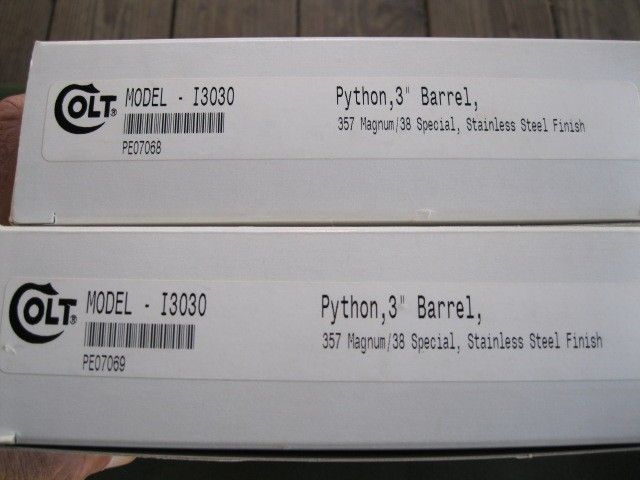 COLT®
MODEL - I3030
PE07068
Python,3" Barrel,
357 Magnum/38 Special, Stainless Steel Finish
COLT®
MODEL - I3030
PE07069
Python,3" Barrel,
357 Magnum/38 Special, Stainless Steel Finish